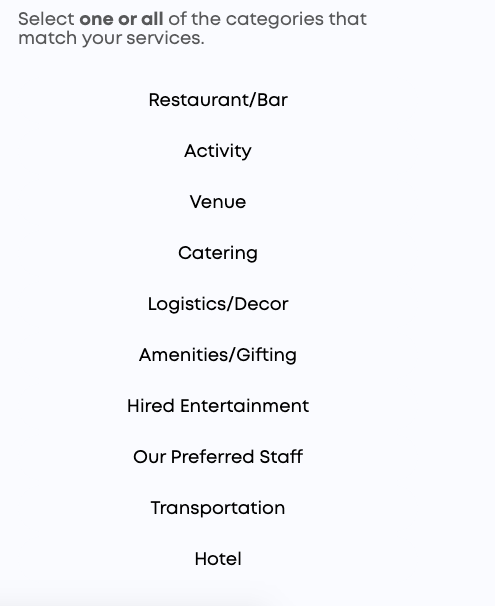 Select one or all of the categories that
match your services.
Restaurant/Bar
Activity
Venue
Catering
Logistics/Decor
Amenities/Gifting
Hired Entertainment
Our Preferred Staff
Transportation
Hotel